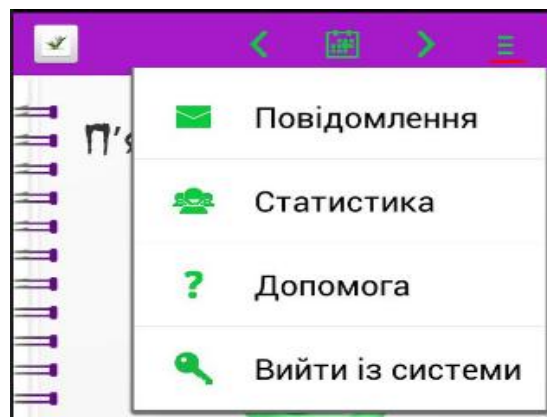 П'я
Повідомлення
Статистика
Допомога
Вийти із системи